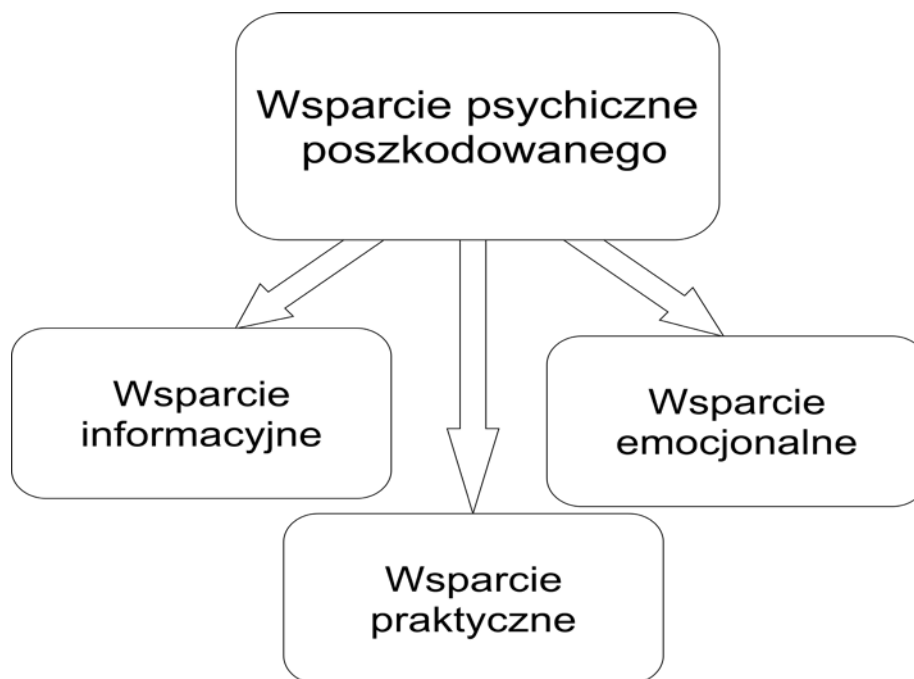 Wsparcie psychiczne
poszkodowanego
Wsparcie
informacyjne
Wsparcie
emocjonalne
Wsparcie
praktyczne